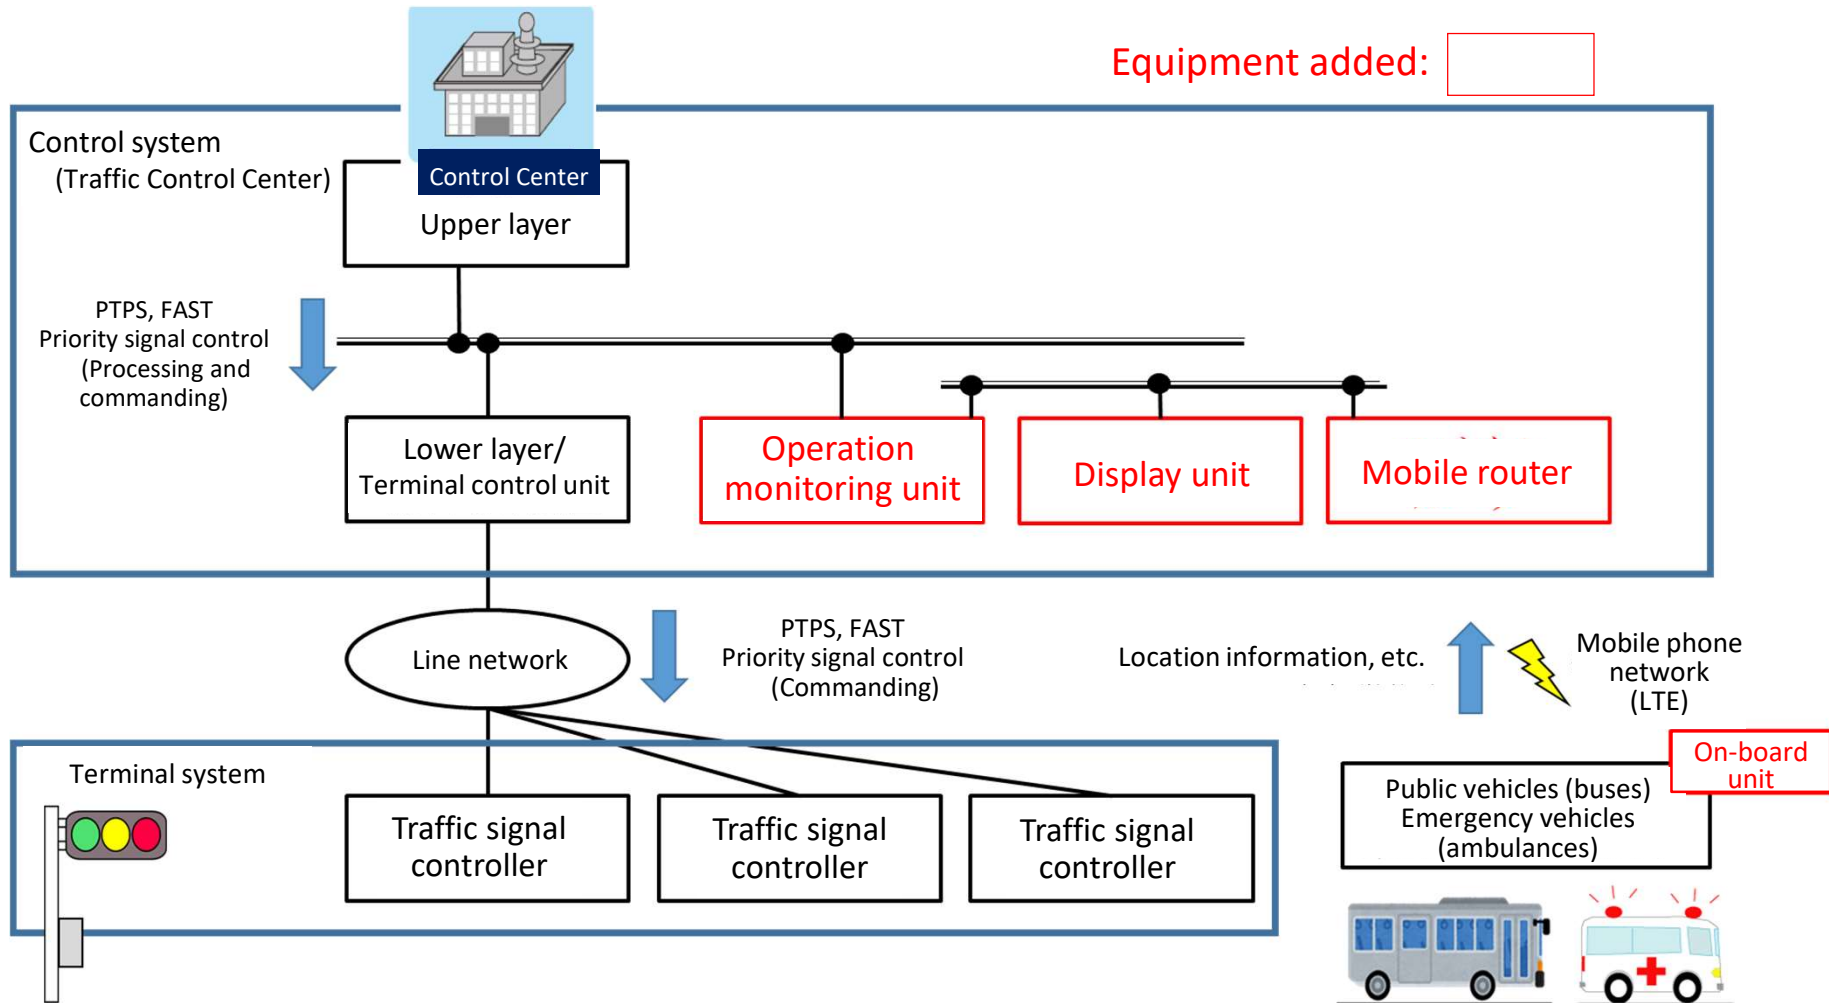 Equipment added:
Control system
(Traffic Control Center)
Control Center
Upper layer
PTPS, FAST
Priority signal control
(Processing and
commanding)
Lower layer/
Terminal control unit
Operation
monitoring unit
Display unit
Mobile router
Line network
PTPS, FAST
Priority signal control
(Commanding)
Location information, etc.
Mobile phone
network
(LTE)
On-board
unit
Terminal system
Traffic signal
controller
Traffic signal
controller
Traffic signal
controller
Public vehicles (buses)
Emergency vehicles
(ambulances)